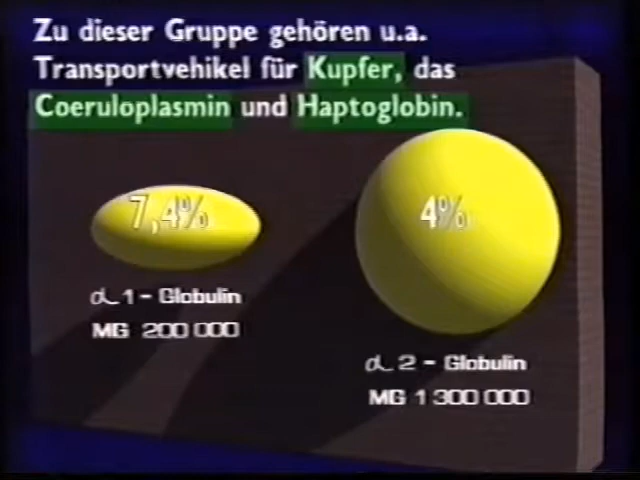 Zu dieser Gruppe gehören u.a.
Transportvehikel für Kupfer, das
Coeruloplasmin und Haptoglobin.
7,4%
4%
α 1 - Globulin
MG 200 000
α 2 - Globulin
MG 1 300 000